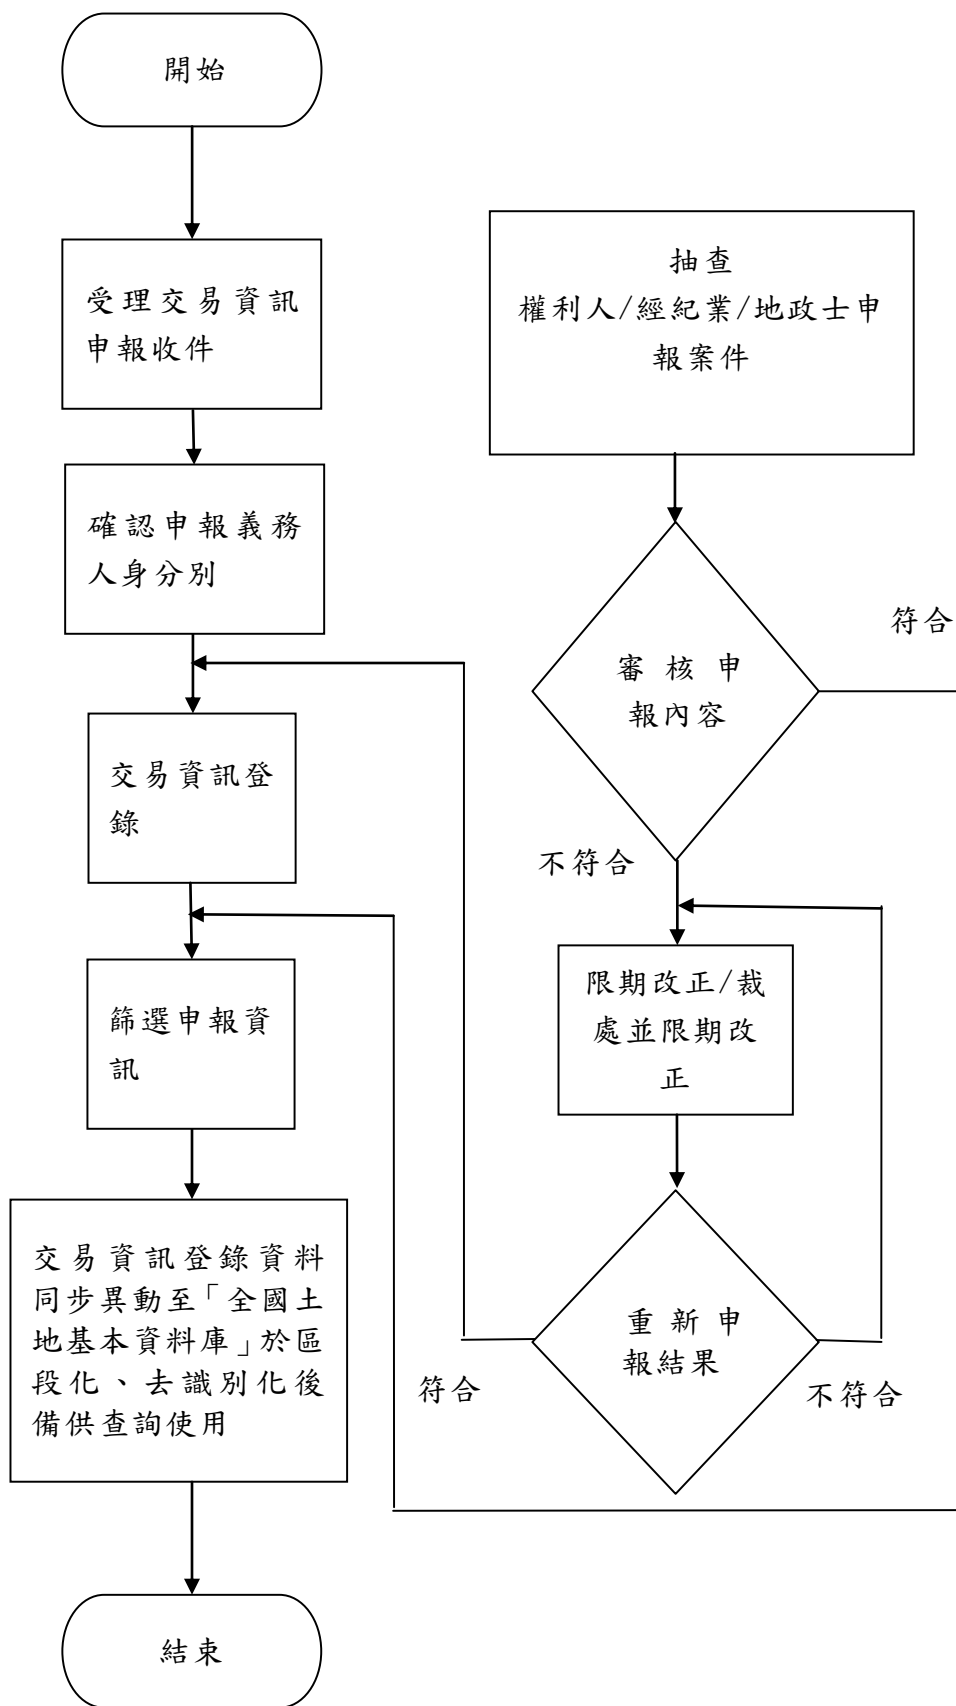 開始
受理交易資訊
申報收件
確認申報義務
人身分別
交易資訊登
錄
篩選申報資
訊
交易資訊登錄資料
同步異動至「全國土
地基本資料庫」於區
段化、去識別化後
備供查詢使用
結束
抽查
權利人/經紀業/地政士申
報案件
審核申
報內容
符合
不符合
限期改正/裁
處並限期改
正
重新申
報結果
符合
不符合